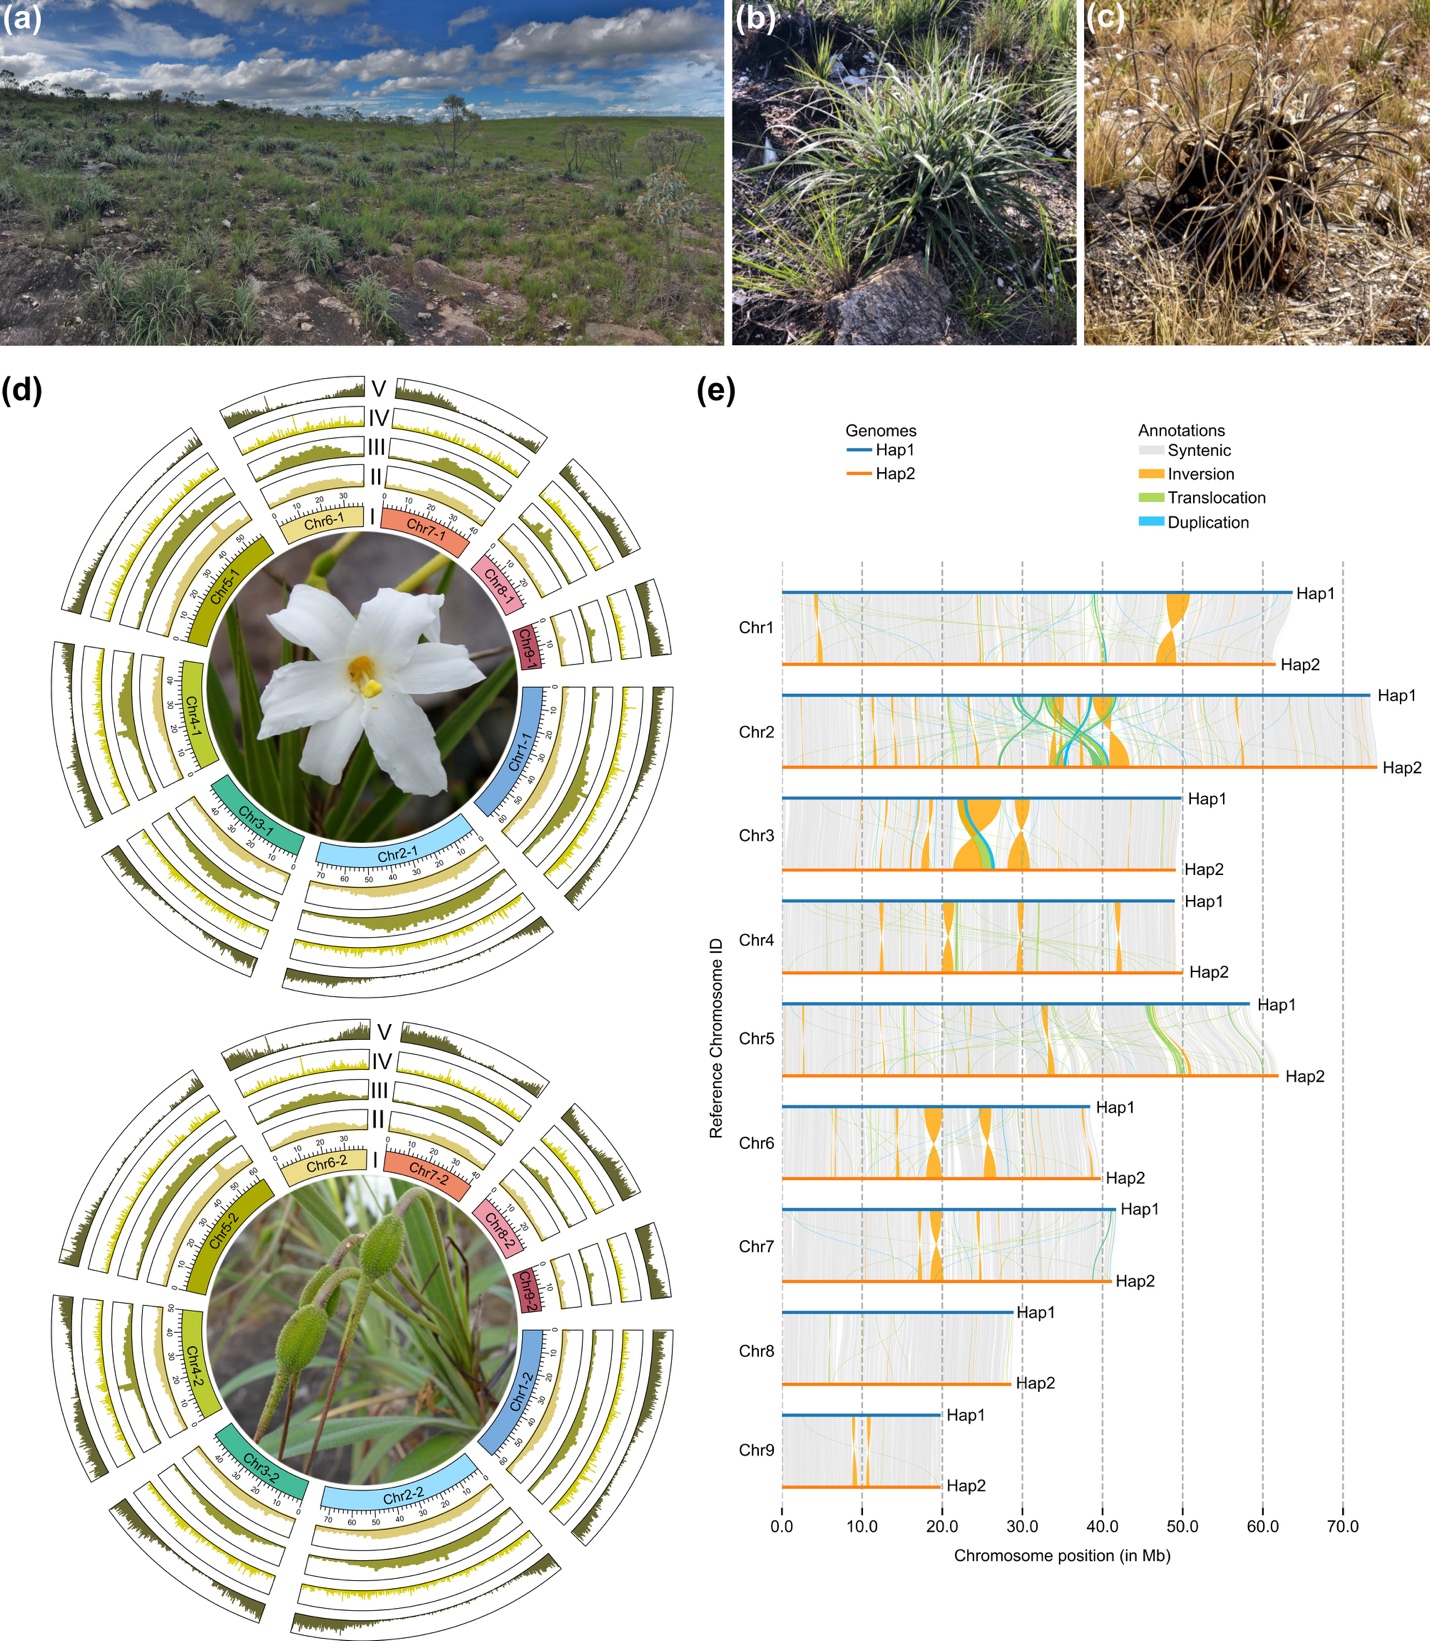 (a)
(b)
(c)
(d)
V
IV
III
II
I
Chr6-1
Chr7-1
Chr8-1
Chr9-1
Chr1-1
Chr2-1
Chr3-1
Chr4-1
Chr5-1
V
IV
III
II
I
Chr6-2
Chr7-2
Chr8-2
Chr9-2
Chr1-2
Chr2-2
Chr3-2
Chr4-2
Chr5-2
(e)
Genomes
Hap1
Hap2
Annotations
Syntenic
Inversion
Translocation
Duplication
Reference Chromosome ID
Hap1
Chr1
Hap2
Hap1
Chr2
Hap2
Hap1
Chr3
Hap2
Hap1
Chr4
Hap2
Hap1
Chr5
Hap2
Hap1
Chr6
Hap2
Hap1
Chr7
Hap2
Hap1
Chr8
Hap2
Hap1
Chr9
Hap2
0.0 10.0 20.0 30.0 40.0 50.0 60.0 70.0
Chromosome position (in Mb)